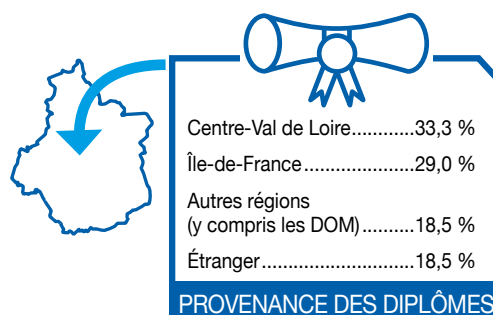 Centre-Val de Loire............33,3 %
Île-de-France....................29,0 %
Autres régions
(y compris les DOM)..........18,5 %
Étranger............................18,5 %
PROVENANCE DES DIPLÔMES